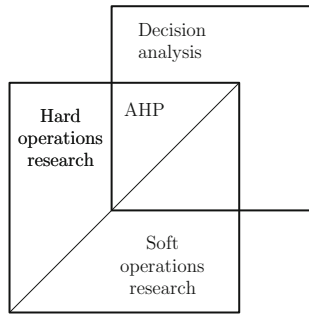 Decision
analysis
AHP
Hard
operations
research
Soft
operations
research